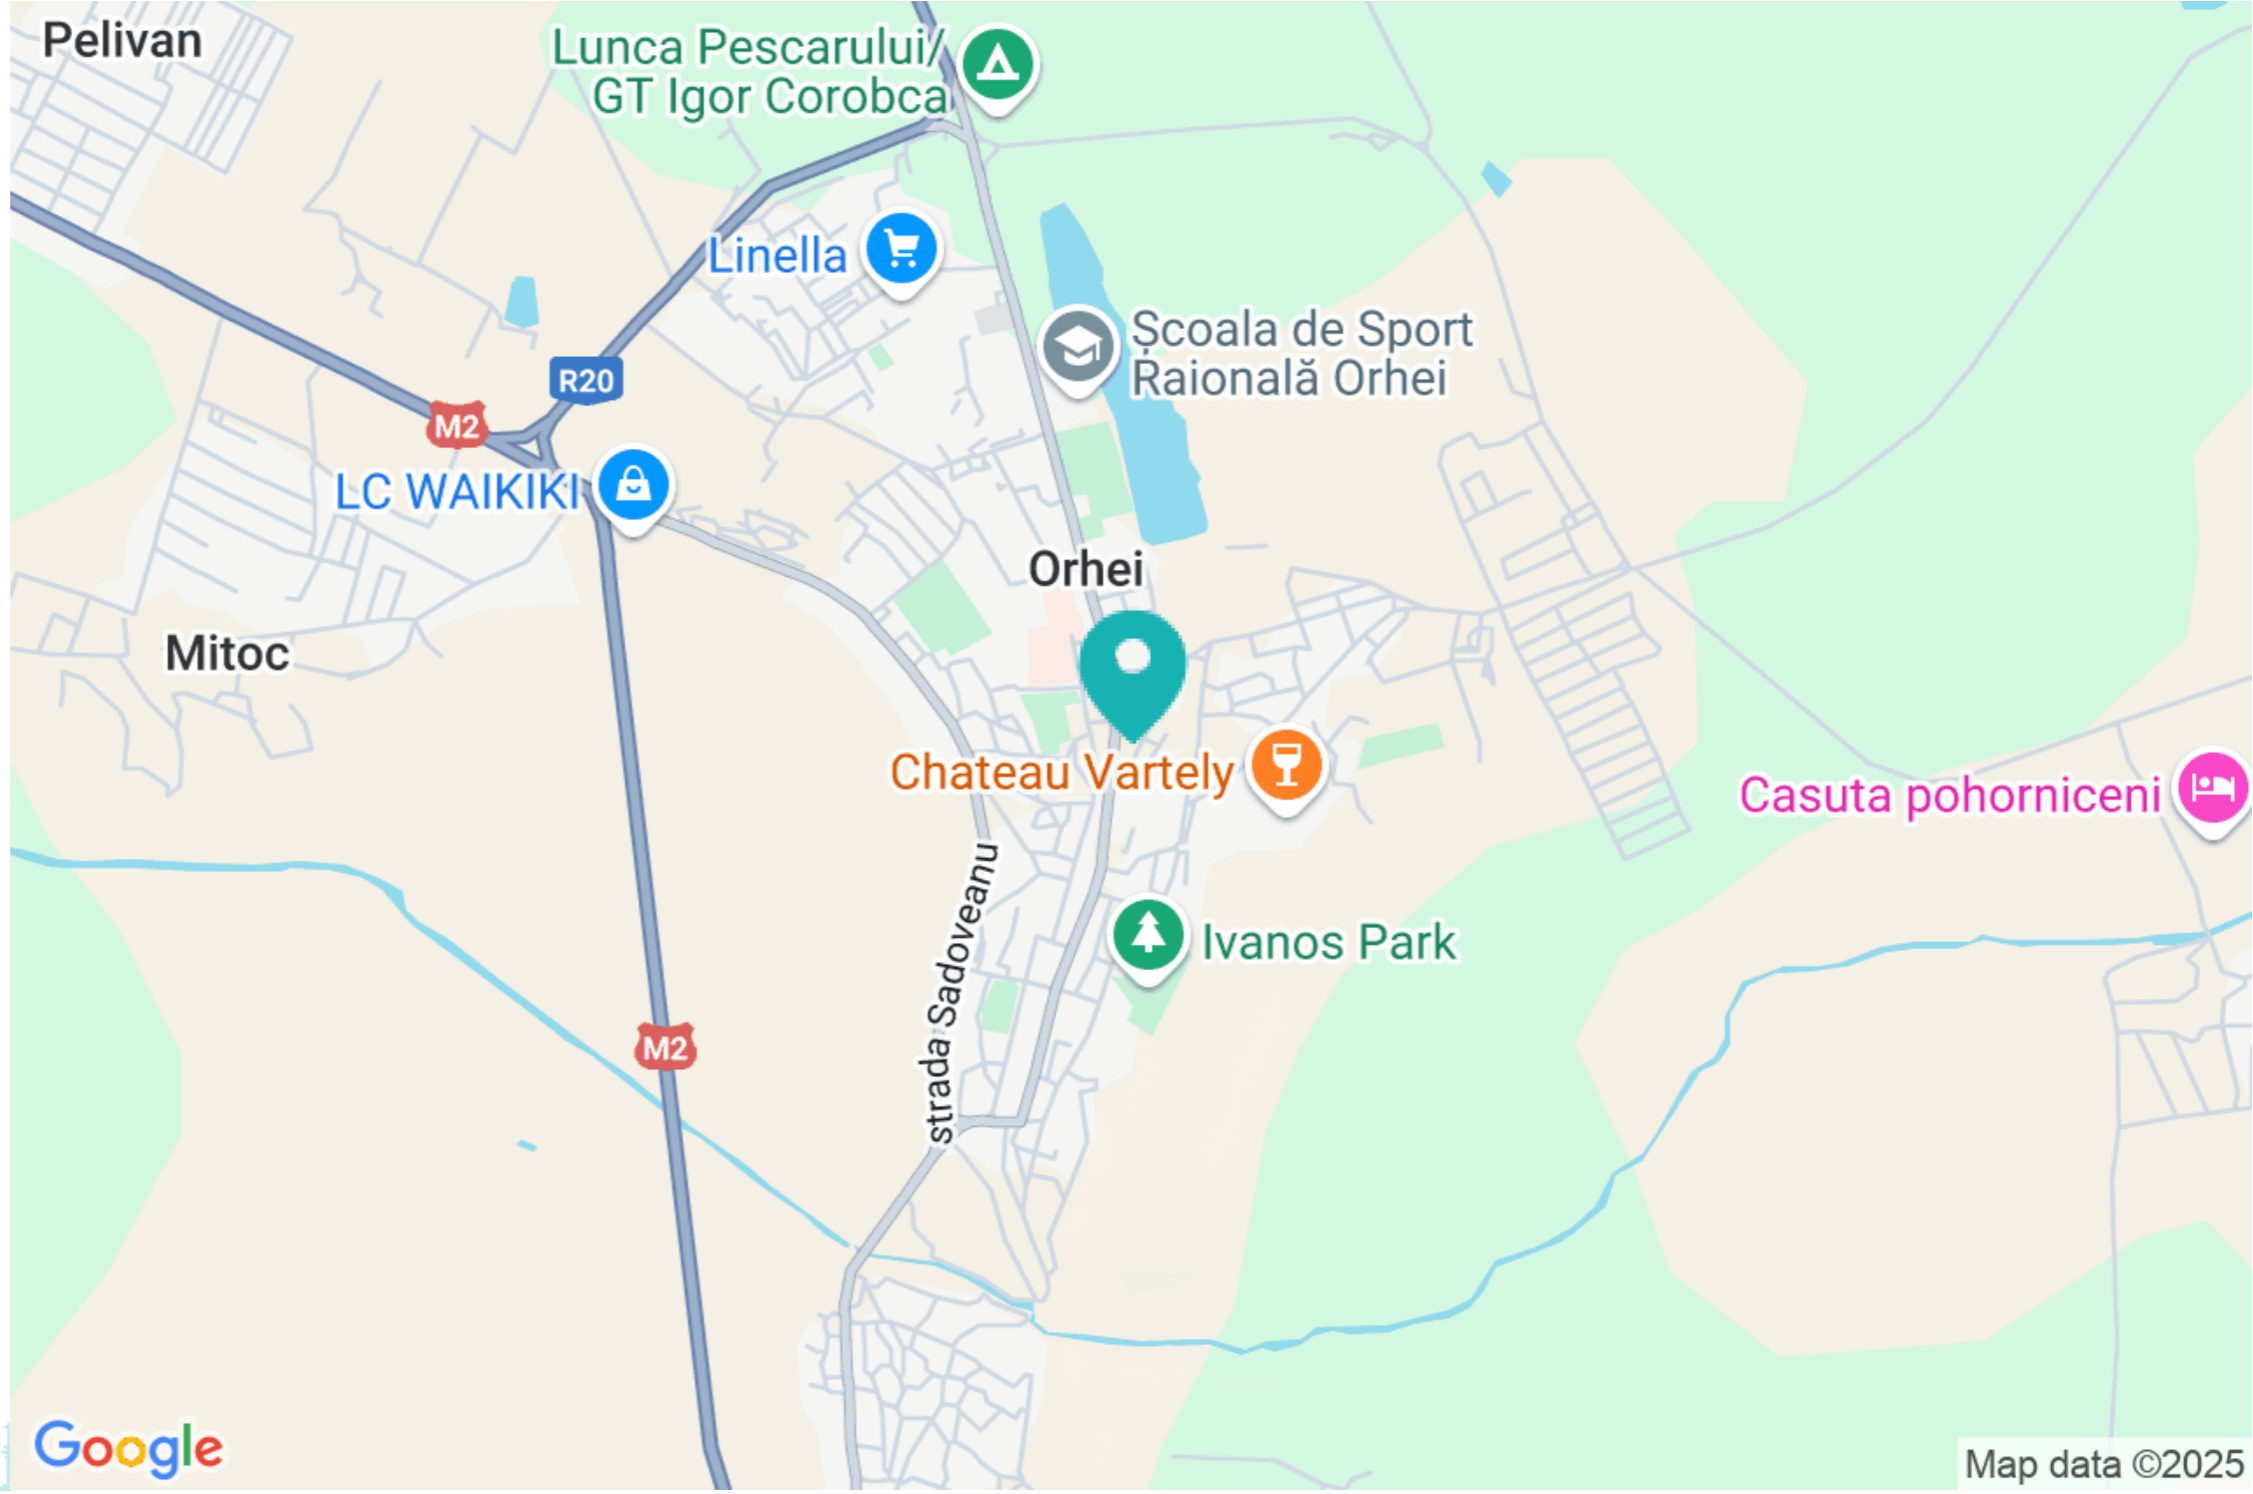 Pelivan
Lunca Pescarului/
GT Igor Corobca
Linella
Școala de Sport
Raională Orhei
R20
M2
LC WAIKIKI
Orhei
Mitoc
Chateau Vartely
Casuta pohorniceni
strada Sadoveanu
Ivanos Park
M2
Google
Map data ©2025